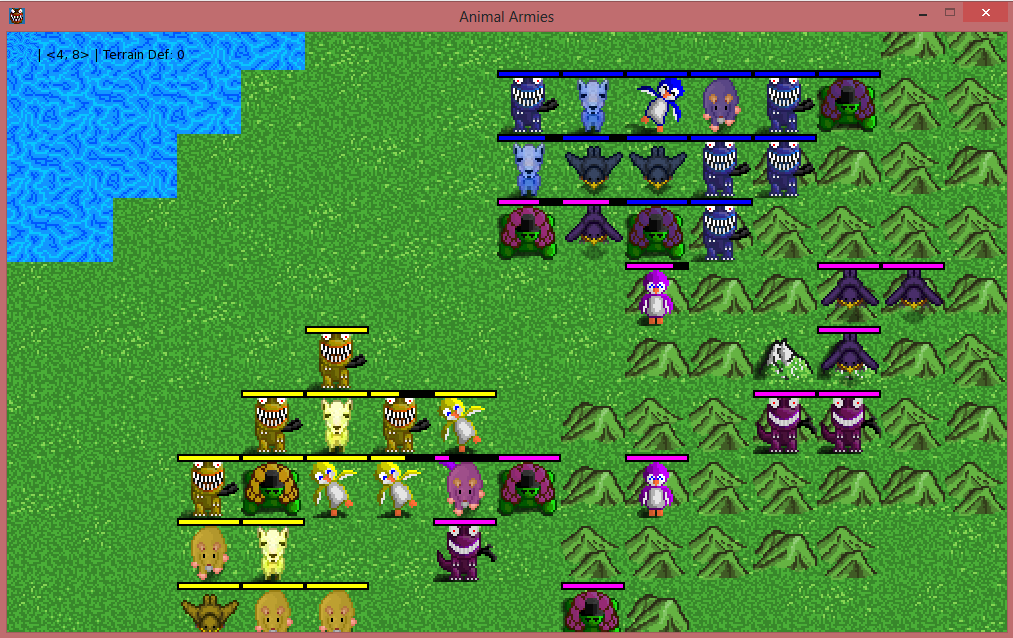 Animal Armies
| <4, 8> | Terrain Def: 0